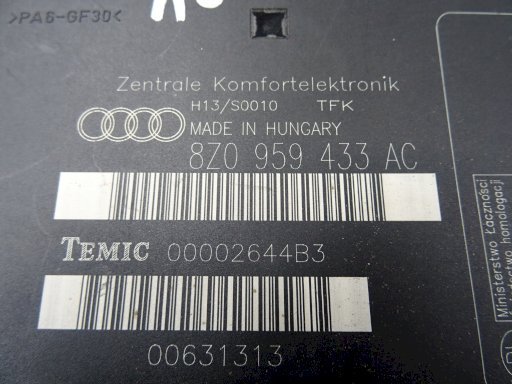 >PA6-GF30<
Zentrale Komfortelektronik
H13/S0010 TFK
MADE IN HUNGARY
8Z0 959 433 AC
TEMIC 00002644B3
00631313
Ministerstwo Łączności
homologacji